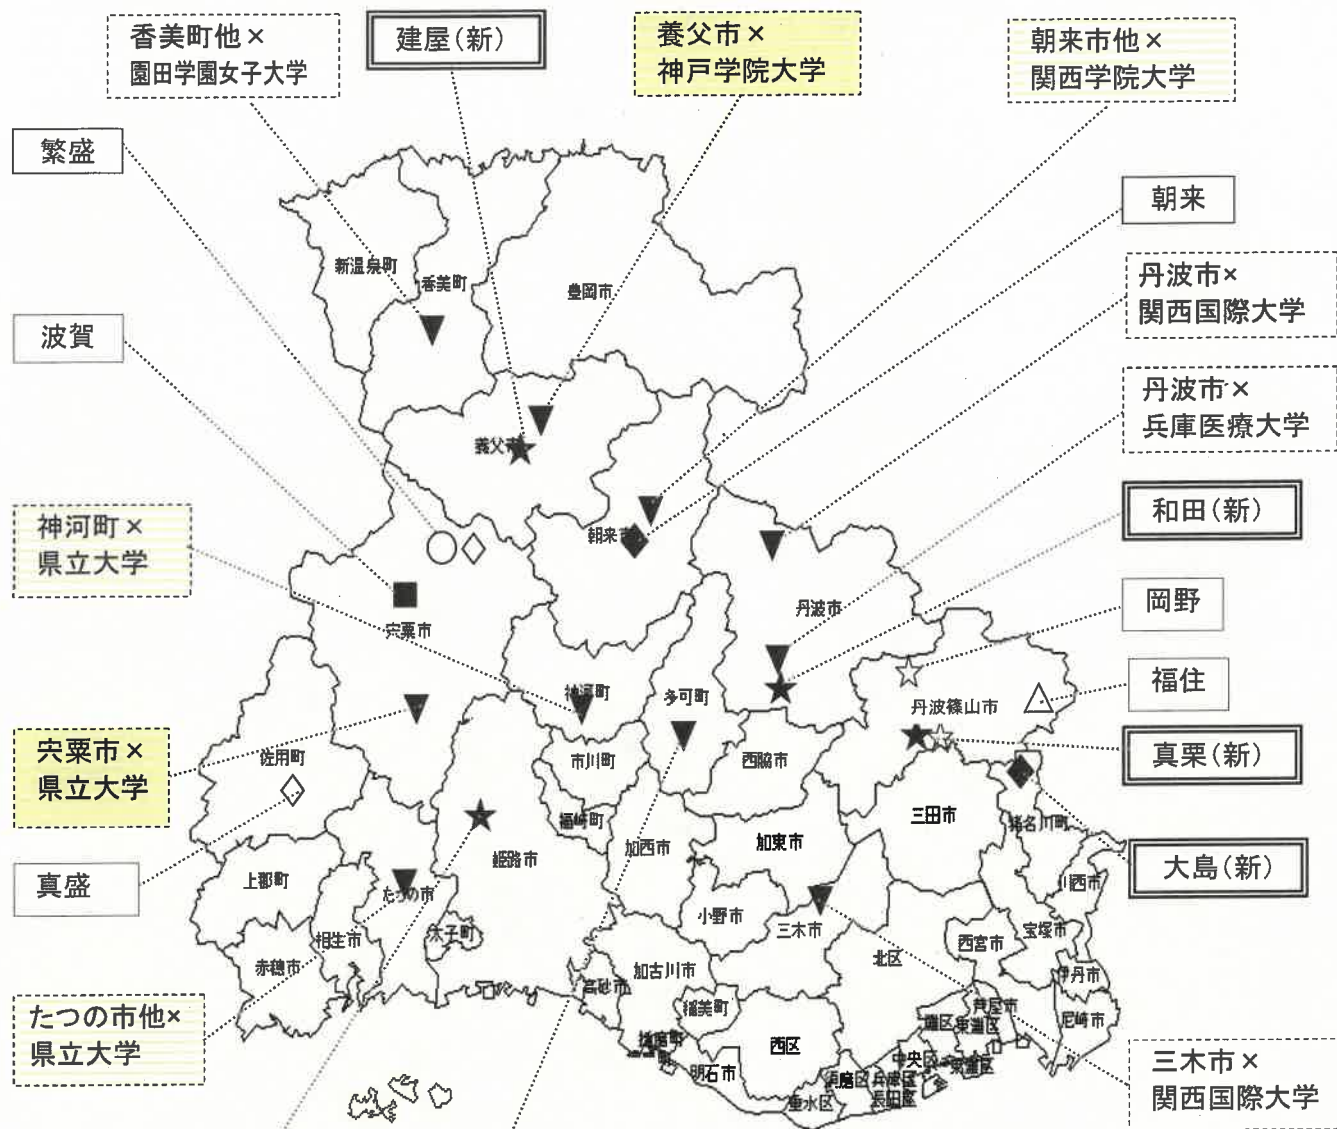 香美町他×
園田学園女子大学
建屋(新)
養父市×
神戸学院大学
朝来市他×
関西学院大学
繁盛
朝来
丹波市×
関西国際大学
波賀
丹波市×
兵庫医療大学
和田(新)
神河町×
県立大学
岡野
福住
宍粟市×
県立大学
真栗(新)
真盛
大島(新)
たつの市他×
県立大学
三木市×
関西国際大学
新温泉町
香美町
豊岡市
養父市
朝来市
丹波市
宍粟市
神河町
多可町
丹波篠山市
佐用町
市川町
西脇市
福崎町
姫路市
加西市
加東市
三田市
猪名川町
上郡町
たつの市
川西市
相生市
太子町
小野市
三木市
北区
西宮市
宝塚市
赤穂市
加古川市
高砂市
伊丹市
稲美町
芦屋市
灘区
東灘区
尼崎市
播磨町
西区
中央区
明石市
須磨区
兵庫区
長田区
垂水区